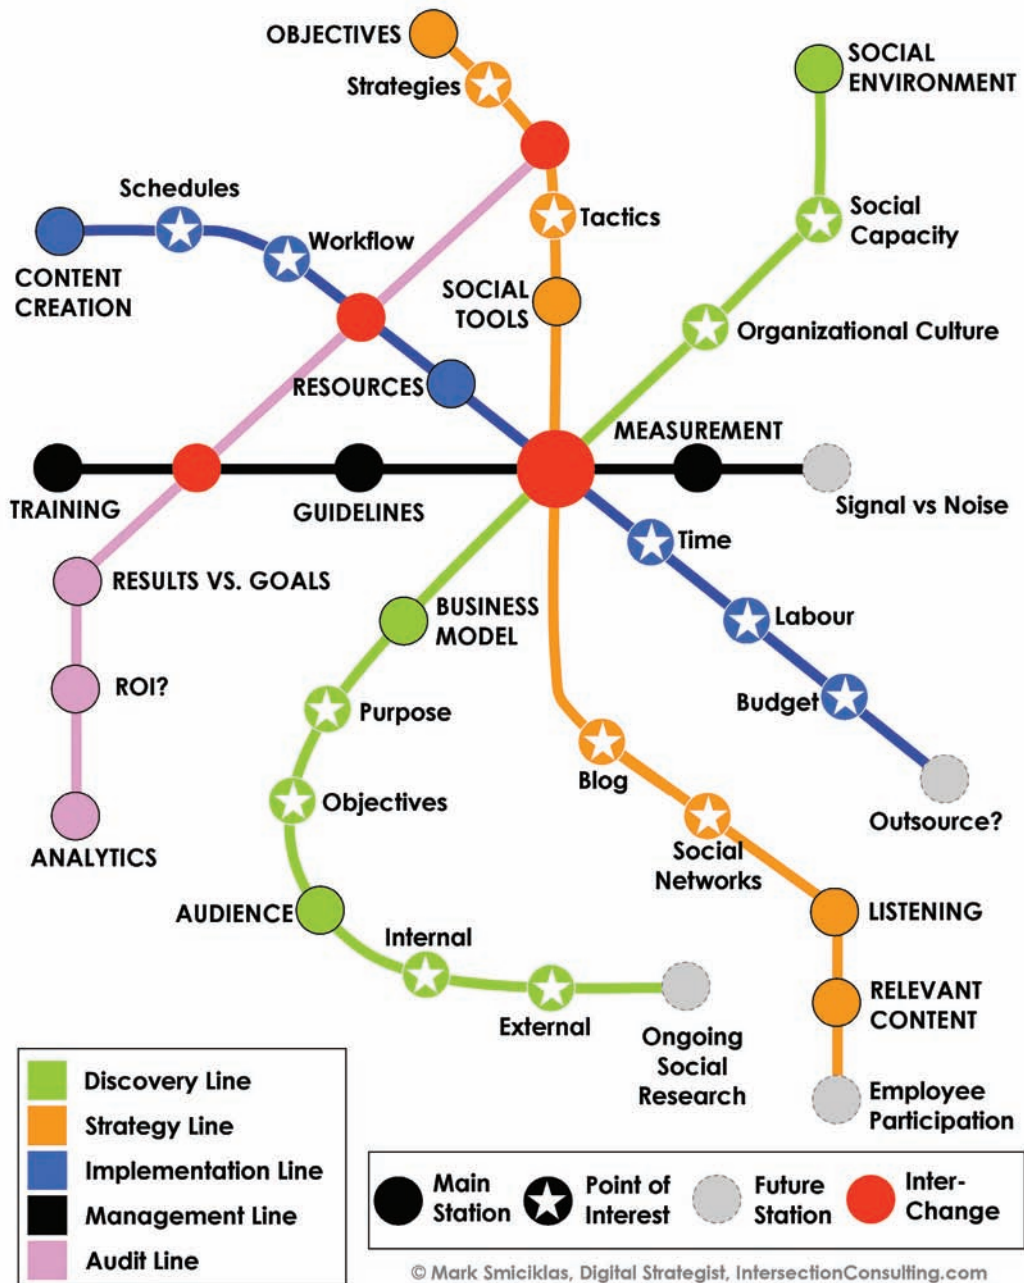 OBJECTIVES
Strategies
SOCIAL
ENVIRONMENT
Schedules
Workflow
Tactics
Social
Capacity
CONTENT
CREATION
SOCIAL
TOOLS
Organizational Culture
RESOURCES
MEASUREMENT
TRAINING
GUIDELINES
Signal vs Noise
Time
RESULTS VS. GOALS
BUSINESS
MODEL
Labour
ROI?
Purpose
Budget
Blog
Objectives
Outsource?
ANALYTICS
Social
Networks
AUDIENCE
LISTENING
Internal
External
RELEVANT
CONTENT
Ongoing
Social
Research
Employee
Participation
Discovery Line
Strategy Line
Implementation Line
Management Line
Audit Line
Main
Station
Point of
Interest
Future
Station
Inter-
Change
© Mark Smiciklas, Digital Strategist, IntersectionConsulting.com